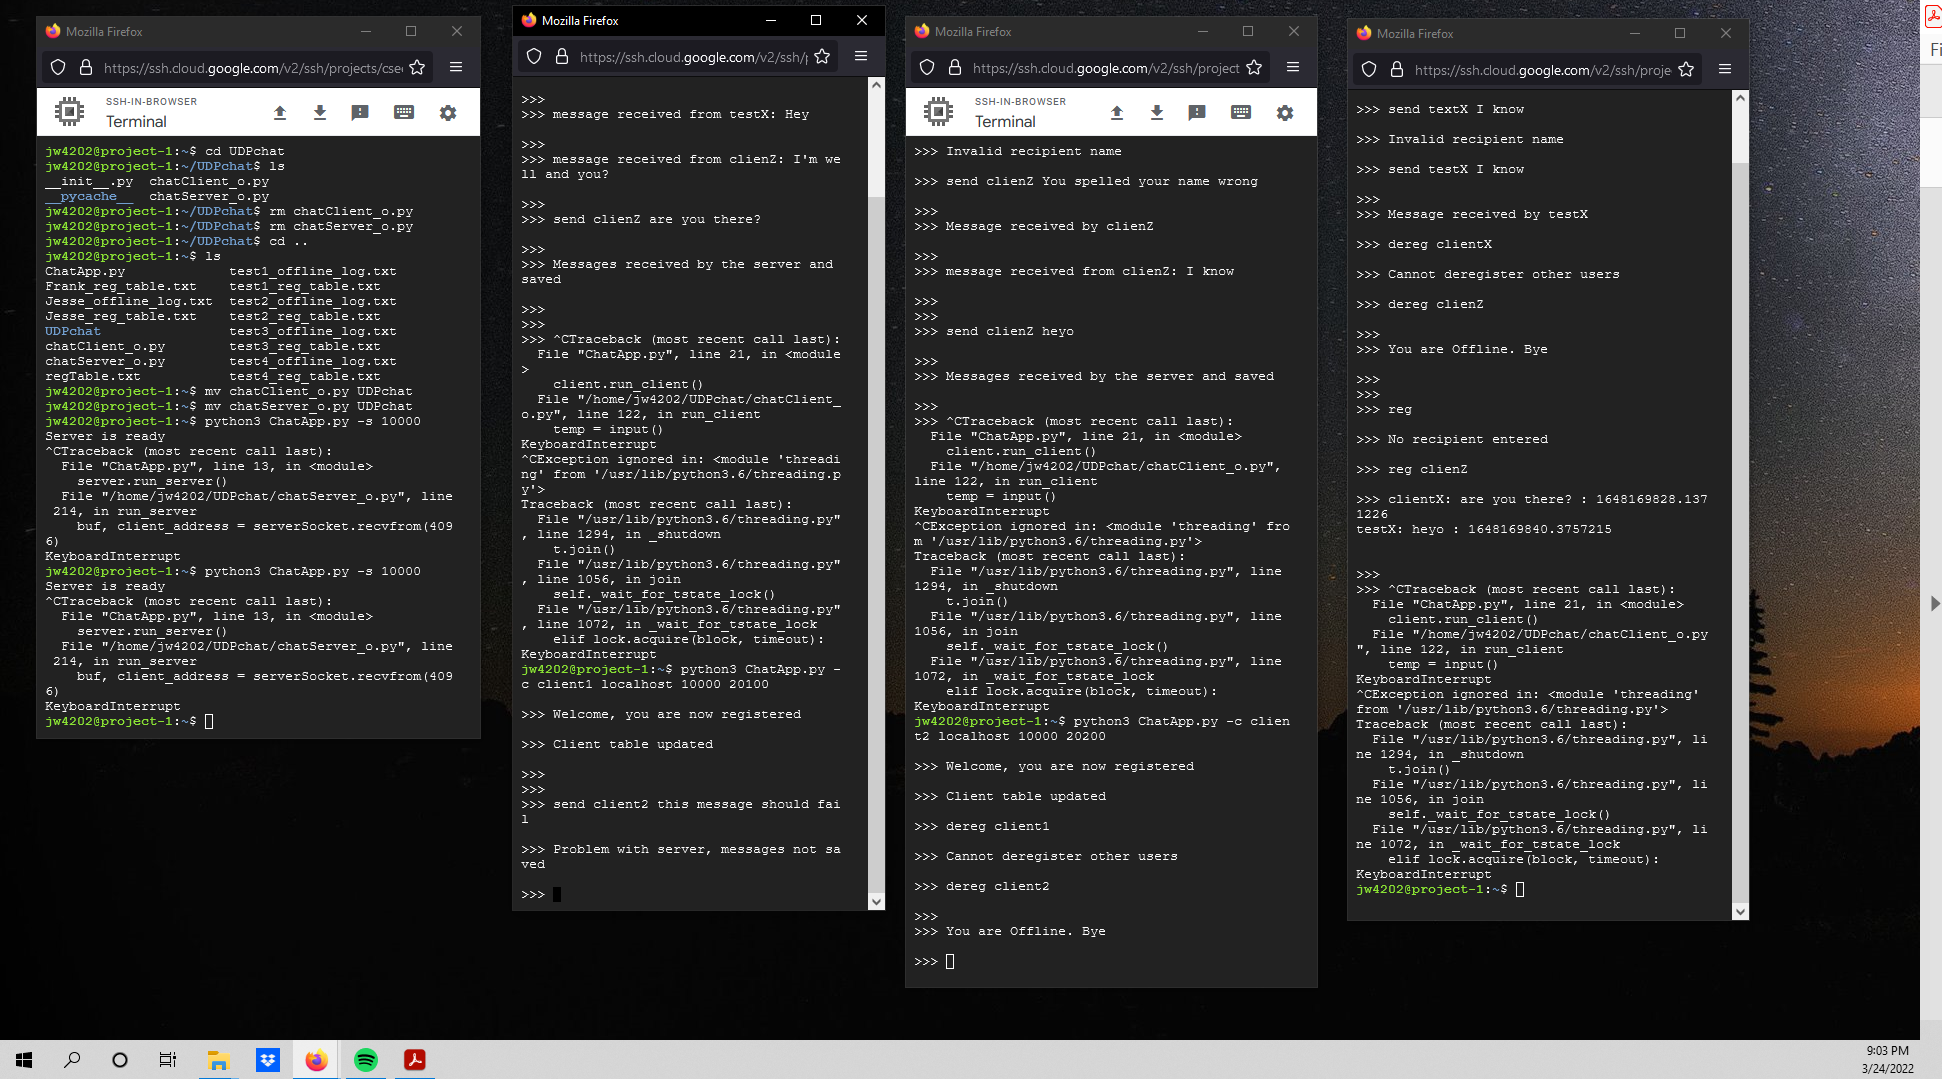 Mozilla Firefox
https://ssh.cloud.google.com/v2/ssh/projects/cse
SSH-IN-BROWSER
Terminal
jw4202@project-1:~$ cd UDPchat
jw4202@project-1:~/UDPchat$ ls
__init__.py  chatClient_o.py
__pycache__  chatServer_o.py
jw4202@project-1:~/UDPchat$ rm chatClient_o.py
jw4202@project-1:~/UDPchat$ rm chatServer_o.py
jw4202@project-1:~/UDPchat$ cd ..
jw4202@project-1:~$ ls
ChatApp.py             test1_offline_log.txt
Frank_reg_table.txt    test1_reg_table.txt
Jesse_offline_log.txt  test2_offline_log.txt
Jesse_reg_table.txt    test2_reg_table.txt
UDPchat                test3_offline_log.txt
chatClient_o.py        test3_reg_table.txt
chatServer_o.py        test4_offline_log.txt
regTable.txt           test4_reg_table.txt
jw4202@project-1:~$ mv chatClient_o.py UDPchat
jw4202@project-1:~$ mv chatServer_o.py UDPchat
jw4202@project-1:~$ python3 ChatApp.py -s 10000
Server is ready
^CTraceback (most recent call last):
  File "ChatApp.py", line 13, in <module>
    server.run_server()
  File "/home/jw4202/UDPchat/chatServer_o.py", line
 214, in run_server
    buf, client_address = serverSocket.recvfrom(409
6)
KeyboardInterrupt
jw4202@project-1:~$ python3 ChatApp.py -s 10000
Server is ready
^CTraceback (most recent call last):
  File "ChatApp.py", line 13, in <module>
    server.run_server()
  File "/home/jw4202/UDPchat/chatServer_o.py", line
 214, in run_server
    buf, client_address = serverSocket.recvfrom(409
6)
KeyboardInterrupt
jw4202@project-1:~$
Mozilla Firefox
https://ssh.cloud.google.com/v2/ssh/p
>>>
>>> message received from testX: Hey
>>>
>>> message received from clienZ: I'm we
ll and you?
>>>
>>> send clienZ are you there?
>>>
>>> Messages received by the server and
saved
>>>
>>>
>>> ^CTraceback (most recent call last):
  File "ChatApp.py", line 21, in <module
>
    client.run_client()
  File "/home/jw4202/UDPchat/chatClient_
o.py", line 122, in run_client
    temp = input()
KeyboardInterrupt
^CException ignored in: <module 'threadi
ng' from '/usr/lib/python3.6/threading.p
y'>
Traceback (most recent call last):
  File "/usr/lib/python3.6/threading.py"
, line 1294, in _shutdown
    t.join()
  File "/usr/lib/python3.6/threading.py"
, line 1056, in join
    self._wait_for_tstate_lock()
  File "/usr/lib/python3.6/threading.py"
, line 1072, in _wait_for_tstate_lock
    elif lock.acquire(block, timeout):
KeyboardInterrupt
jw4202@project-1:~$ python3 ChatApp.py -
c client1 localhost 10000 20100
>>> Welcome, you are now registered
>>> Client table updated
>>>
>>>
>>> send client2 this message should fai
l
>>> Problem with server, messages not sa
ved
>>>
Mozilla Firefox
https://ssh.cloud.google.com/v2/ssh/project
SSH-IN-BROWSER
Terminal
>>> Invalid recipient name
>>> send clienZ You spelled your name wrong
>>>
>>> Message received by clienZ
>>>
>>> message received from clienZ: I know
>>>
>>>
>>> send clienZ heyo
>>>
>>> Messages received by the server and saved
>>>
>>> ^CTraceback (most recent call last):
  File "ChatApp.py", line 21, in <module>
    client.run_client()
  File "/home/jw4202/UDPchat/chatClient_o.py",
line 122, in run_client
    temp = input()
KeyboardInterrupt
^CException ignored in: <module 'threading' fro
m '/usr/lib/python3.6/threading.py'>
Traceback (most recent call last):
  File "/usr/lib/python3.6/threading.py", line
1294, in _shutdown
    t.join()
  File "/usr/lib/python3.6/threading.py", line
1056, in join
    self._wait_for_tstate_lock()
  File "/usr/lib/python3.6/threading.py", line
1072, in _wait_for_tstate_lock
    elif lock.acquire(block, timeout):
KeyboardInterrupt
jw4202@project-1:~$ python3 ChatApp.py -c clien
t2 localhost 10000 20200
>>> Welcome, you are now registered
>>> Client table updated
>>> dereg client1
>>> Cannot deregister other users
>>> dereg client2
>>>
>>> You are Offline. Bye
>>>
Mozilla Firefox
https://ssh.cloud.google.com/v2/ssh/proje
>>> send textX I know
>>> Invalid recipient name
>>> send testX I know
>>>
>>> Message received by testX
>>> dereg clientX
>>> Cannot deregister other users
>>> dereg clienZ
>>>
>>> You are Offline. Bye
>>>
>>>
>>> reg
>>> No recipient entered
>>> reg clienZ
>>> clientX: are you there? : 1648169828.137
1226
testX: heyo : 1648169840.3757215
>>>
>>> ^CTraceback (most recent call last):
  File "ChatApp.py", line 21, in <module>
    client.run_client()
  File "/home/jw4202/UDPchat/chatClient_o.py
", line 122, in run_client
    temp = input()
KeyboardInterrupt
^CException ignored in: <module 'threading'
from '/usr/lib/python3.6/threading.py'>
Traceback (most recent call last):
  File "/usr/lib/python3.6/threading.py", li
ne 1294, in _shutdown
    t.join()
  File "/usr/lib/python3.6/threading.py", li
ne 1056, in join
    self._wait_for_tstate_lock()
  File "/usr/lib/python3.6/threading.py", li
ne 1072, in _wait_for_tstate_lock
    elif lock.acquire(block, timeout):
KeyboardInterrupt
jw4202@project-1:~$
Fi
9:03 PM
3/24/2022